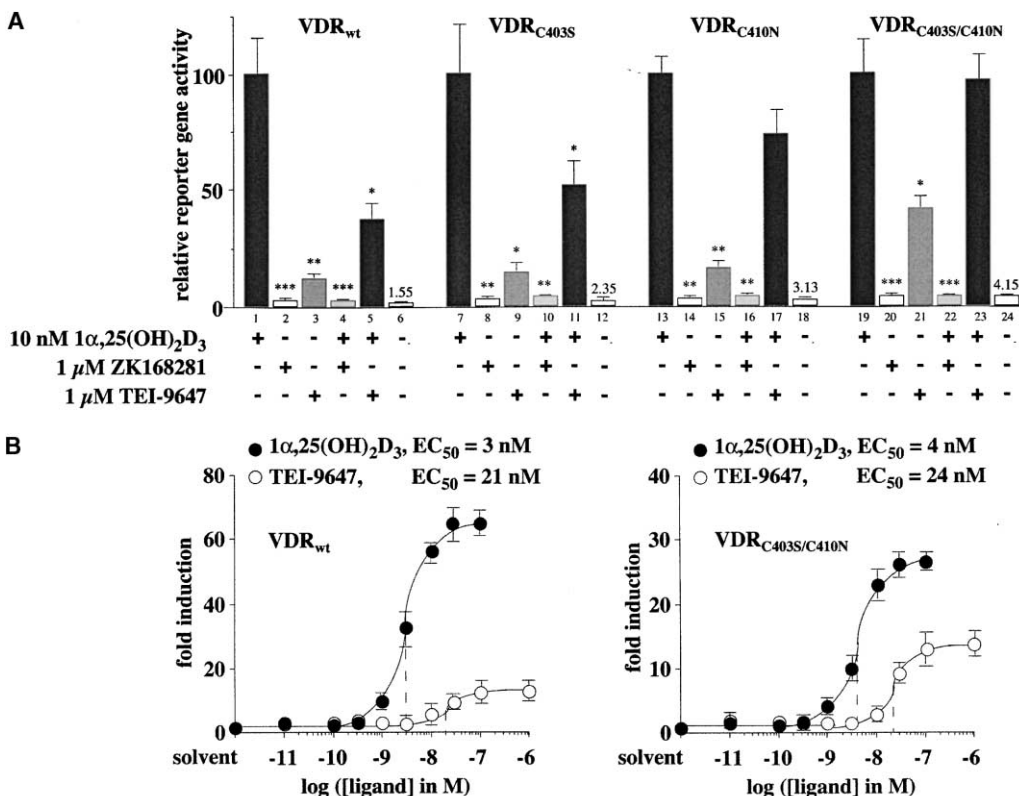 A
VDRwt VDRC403S VDRC410N VDRC403S/C410N
relative reporter gene activity
100
50
0
*** ** *** * 1.55
** * ** * 2.35
** ** ** 3.13
*** * *** 4.15
1 2 3 4 5 6 7 8 9 10 11 12 13 14 15 16 17 18 19 20 21 22 23 24
10 nM 1α,25(OH)2D3 + - - + + - + - - + + - + - - + + - + - - + + -
1 µM ZK168281 - + - + - - - + - + - - - + - + - - - + - + - -
1 µM TEI-9647 - - + - + - - - + - + - - - + - + - - - + - + -
B
1α,25(OH)2D3, EC50 = 3 nM
TEI-9647, EC50 = 21 nM
VDRwt
fold induction
80
60
40
20
0
solvent -11 -10 -9 -8 -7 -6
log ([ligand] in M)
1α,25(OH)2D3, EC50 = 4 nM
TEI-9647, EC50 = 24 nM
VDRC403S/C410N
fold induction
40
30
20
10
0
solvent -11 -10 -9 -8 -7 -6
log ([ligand] in M)